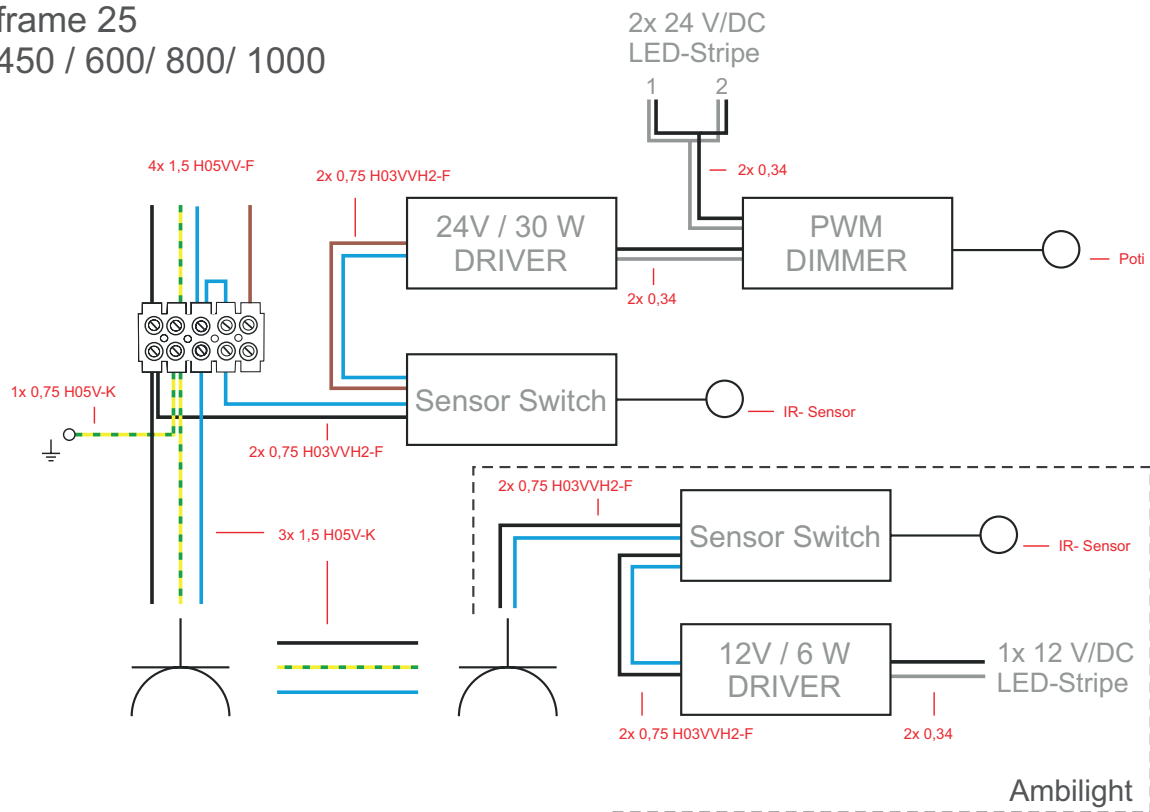 frame 25
450 / 600/ 800/ 1000
2x 24 V/DC
LED-Stripe
1 2
4x 1,5 H05VV-F
2x 0,75 H03VVH2-F
2x 0,34
24V / 30 W
DRIVER
PWM
DIMMER
Poti
2x 0,34
1x 0,75 H05V-K
Sensor Switch
IR- Sensor
2x 0,75 H03VVH2-F
2x 0,75 H03VVH2-F
3x 1,5 H05V-K
Sensor Switch
IR- Sensor
12V / 6 W
DRIVER
1x 12 V/DC
LED-Stripe
2x 0,75 H03VVH2-F
2x 0,34
Ambilight